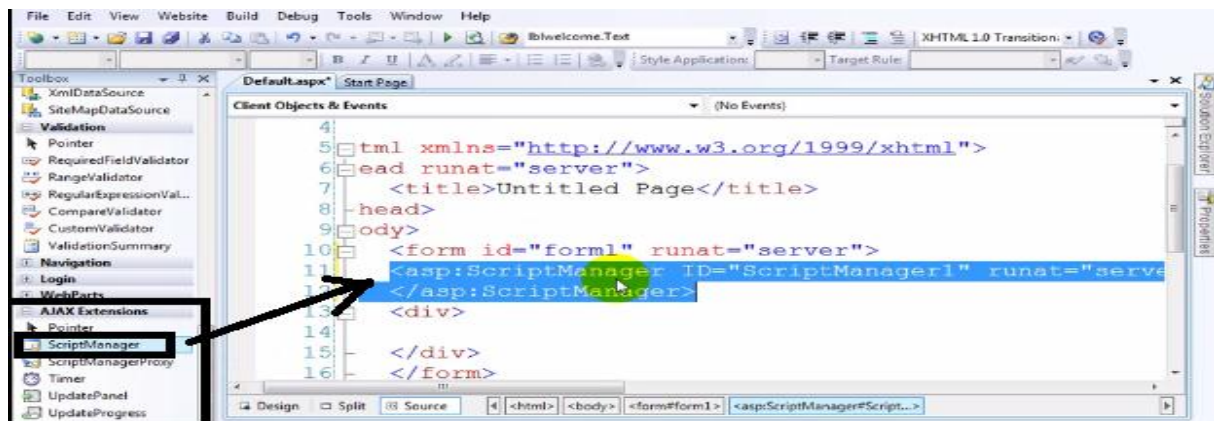 File Edit View Website Build Debug Tools Window Help
lblwelcome.Text XHTML 1.0 Transition:
Style Application: Target Rule:
Toolbox
XmlDataSource
SiteMapDataSource
Validation
Pointer
RequiredFieldValidator
RangeValidator
RegularExpressionVal...
CompareValidator
CustomValidator
ValidationSummary
Navigation
Login
WebParts
AJAX Extensions
Pointer
ScriptManager
ScriptManagerProxy
Timer
UpdatePanel
UpdateProgress
Default.aspx* Start Page
Client Objects & Events (No Events)
4
5 tml xmlns="http://www.w3.org/1999/xhtml">
6 ead runat="server">
7 <title>Untitled Page</title>
8 head>
9 ody>
10 <form id="form1" runat="server">
11 <asp:ScriptManager ID="ScriptManager1" runat="serve
12 </asp:ScriptManager>
13 <div>
14
15 </div>
16 </form>
Design Split Source <html> <body> <form#form1> <asp:ScriptManager#Script...>
Solution Explorer
Properties